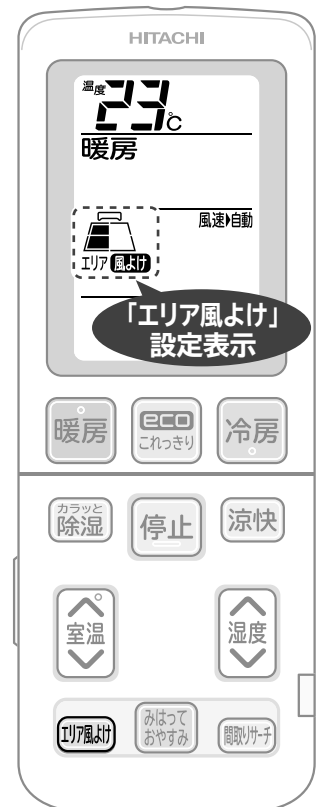 HITACHI
温度23℃
暖房
風速▶自動
エリア 風よけ
「エリア風よけ」
設定表示
暖房
eco
これっきり
冷房
カラッと
除湿
停止
涼快
室温
湿度
エリア風よけ
みはって
おやすみ
間取りサーチ